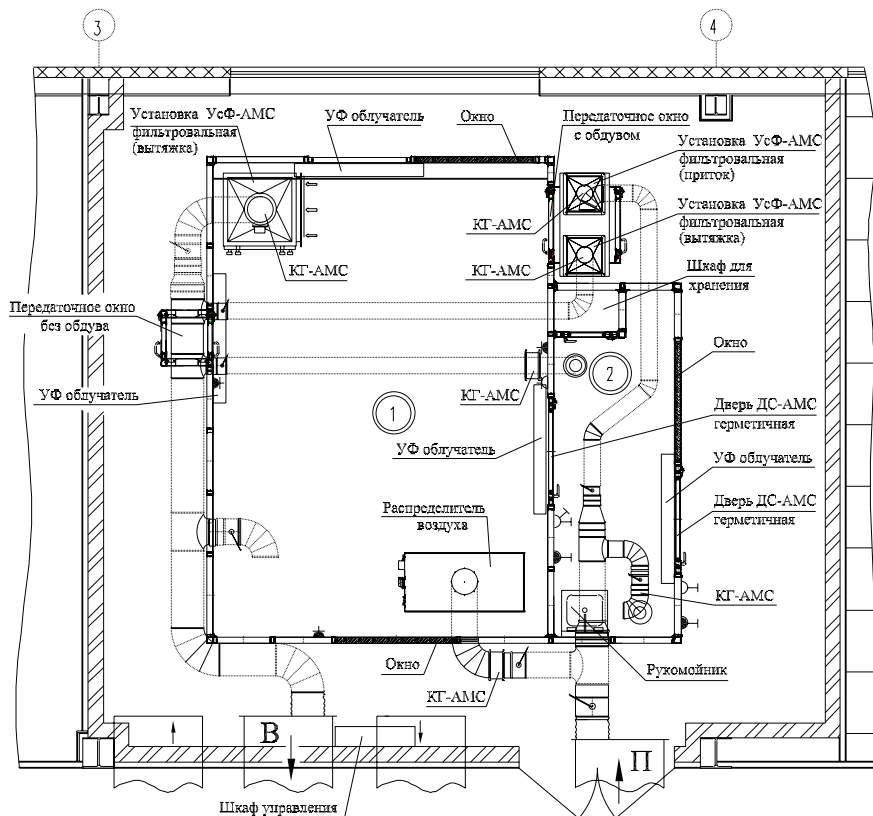 3
4
Установка УсФ-АМС
фильтровальная
(вытяжка)
УФ облучатель
Окно
Передаточное окно
с обдувом
Установка УсФ-АМС
фильтровальная
(приток)
КГ-АМС
Установка УсФ-АМС
фильтровальная
(вытяжка)
КГ-АМС
КГ-АМС
Шкаф для
хранения
Передаточное окно
без обдува
Окно
2
УФ облучатель
КГ-АМС
1
Дверь ДС-АМС
герметичная
УФ облучатель
УФ облучатель
Распределитель
воздуха
Дверь ДС-АМС
герметичная
КГ-АМС
Окно
Рукомойник
КГ-АМС
В
П
Шкаф управления